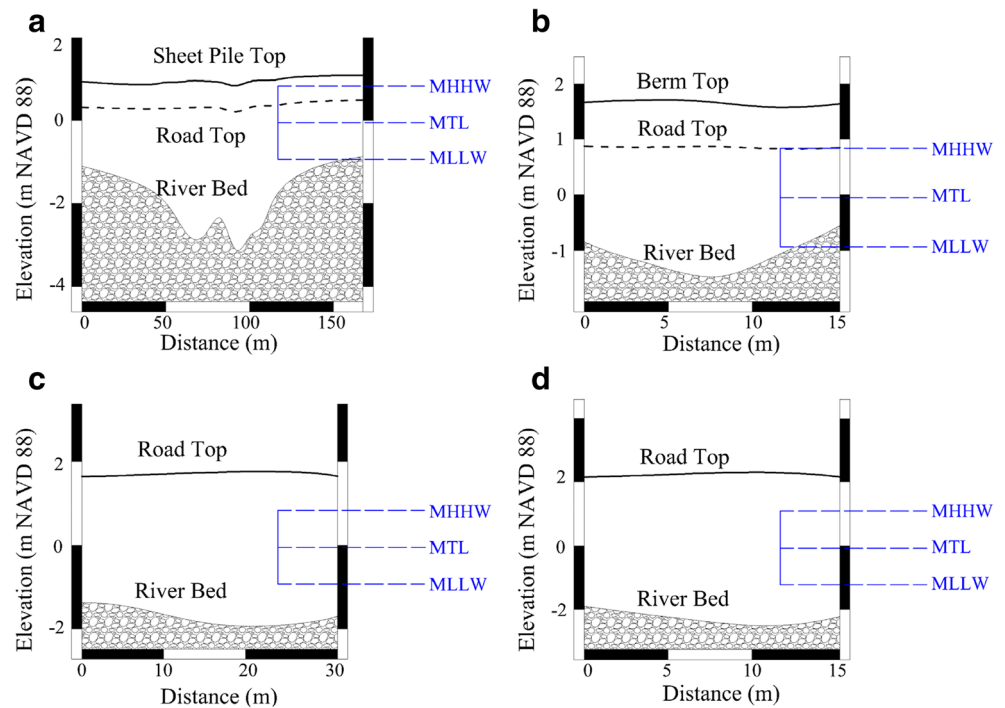 a
Elevation (m NAVD 88)
2
0
-2
-4
Sheet Pile Top
Road Top
River Bed
MHHW
MTL
MLLW
0 50 100 150
Distance (m)
b
Elevation (m NAVD 88)
2
1
0
-1
Berm Top
Road Top
River Bed
MHHW
MTL
MLLW
0 5 10 15
Distance (m)
c
Elevation (m NAVD 88)
2
0
-2
Road Top
River Bed
MHHW
MTL
MLLW
0 10 20 30
Distance (m)
d
Elevation (m NAVD 88)
2
0
-2
Road Top
River Bed
MHHW
MTL
MLLW
0 5 10 15
Distance (m)